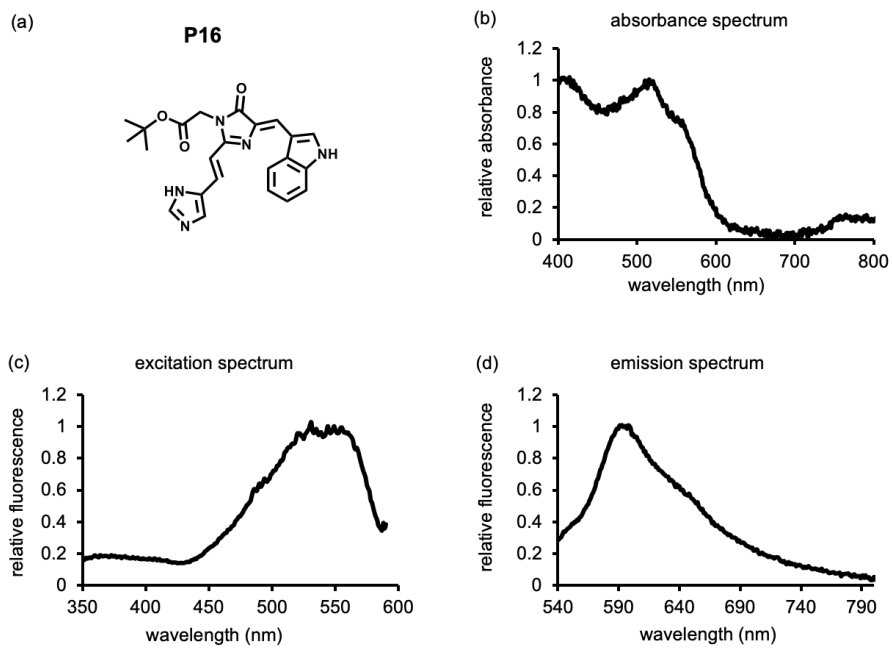 (a)
P16
O
O
O
N
N
NH
HN
N
(b)
absorbance spectrum
relative absorbance
1.2
1
0.8
0.6
0.4
0.2
0
400
500
600
700
800
wavelength (nm)
(c)
excitation spectrum
relative fluorescence
1.2
1
0.8
0.6
0.4
0.2
0
350
400
450
500
550
600
wavelength (nm)
(d)
emission spectrum
relative fluorescence
1.2
1
0.8
0.6
0.4
0.2
0
540
590
640
690
740
790
wavelength (nm)